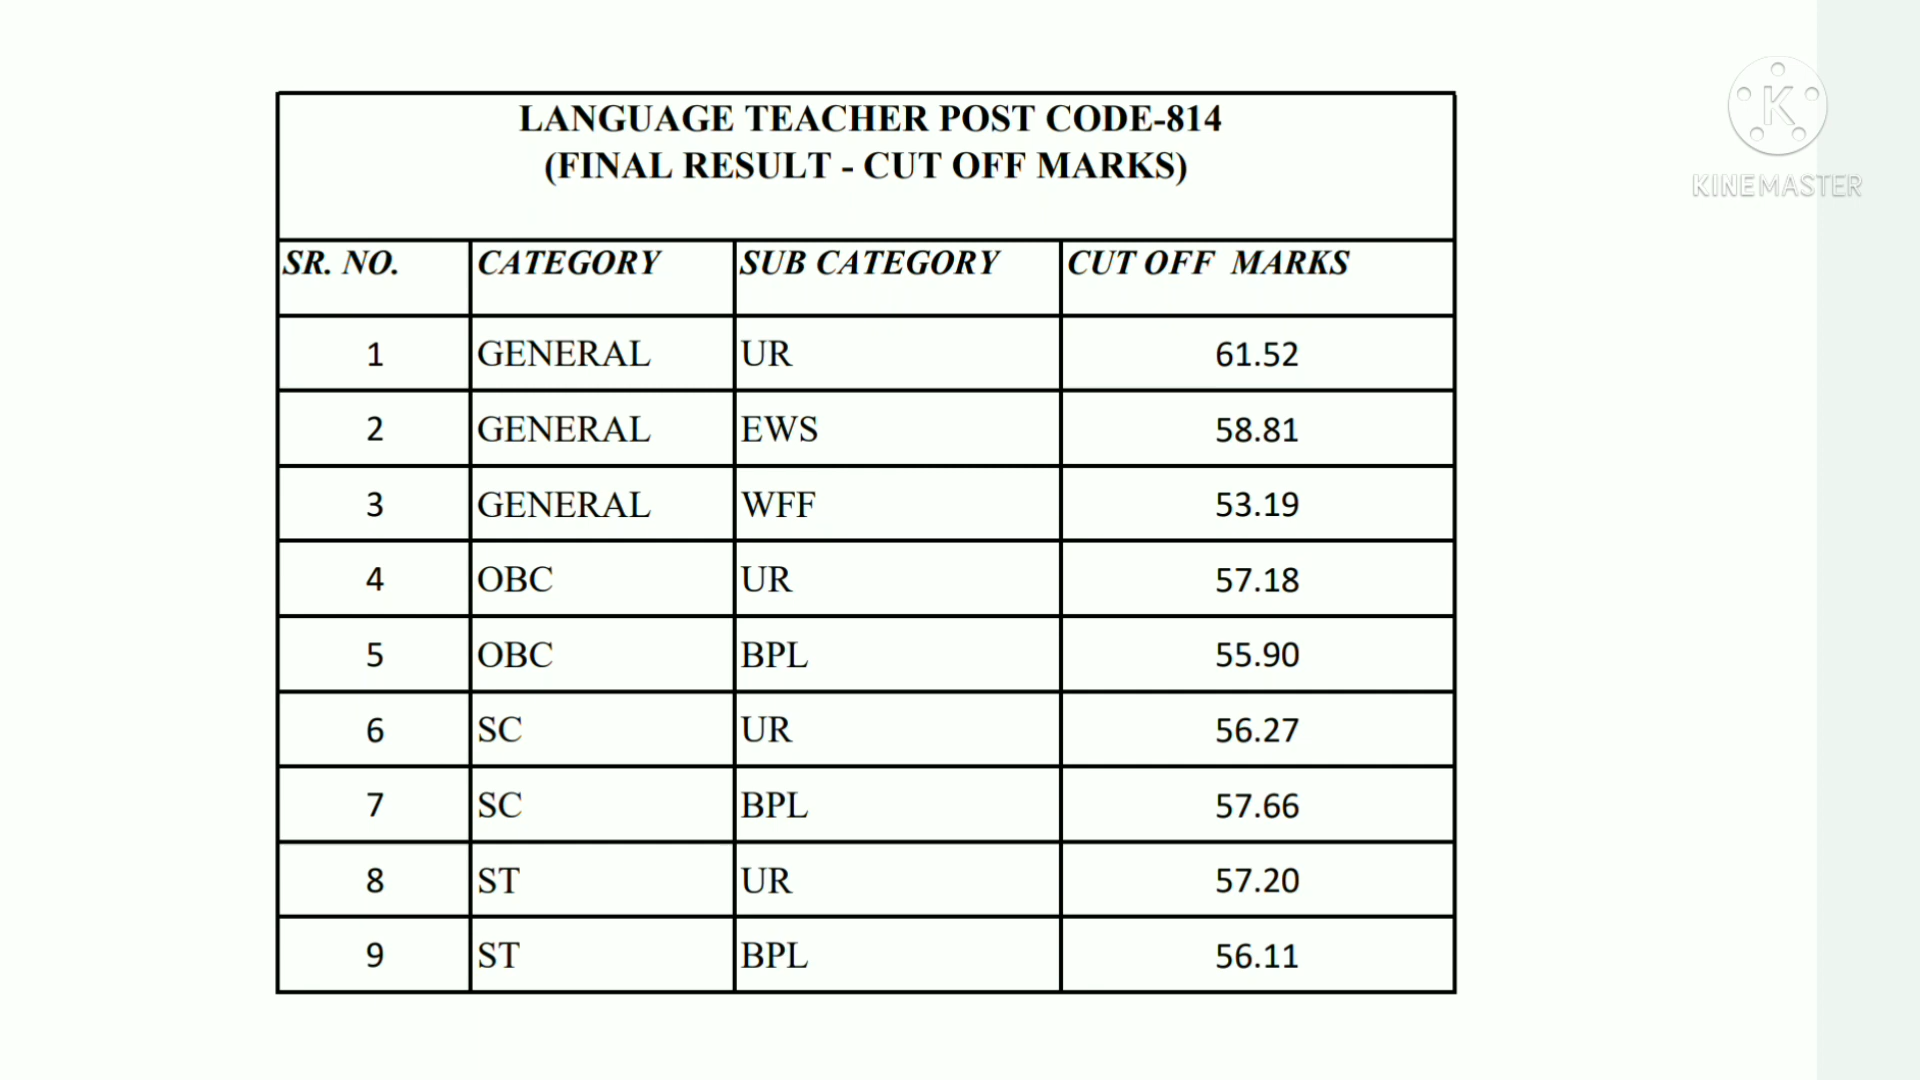 LANGUAGE TEACHER POST CODE-814
(FINAL RESULT - CUT OFF MARKS)
SR. NO. CATEGORY SUB CATEGORY CUT OFF MARKS
1 GENERAL UR 61.52
2 GENERAL EWS 58.81
3 GENERAL WFF 53.19
4 OBC UR 57.18
5 OBC BPL 55.90
6 SC UR 56.27
7 SC BPL 57.66
8 ST UR 57.20
9 ST BPL 56.11
K
KINEMASTER